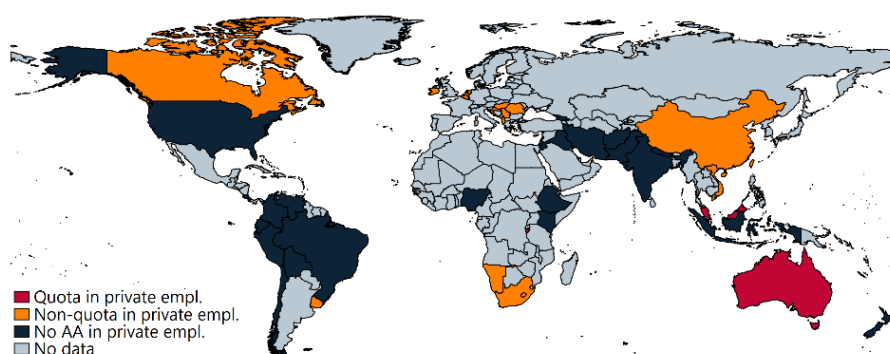 Quota in private empl.
Non-quota in private empl.
No AA in private empl.
No data